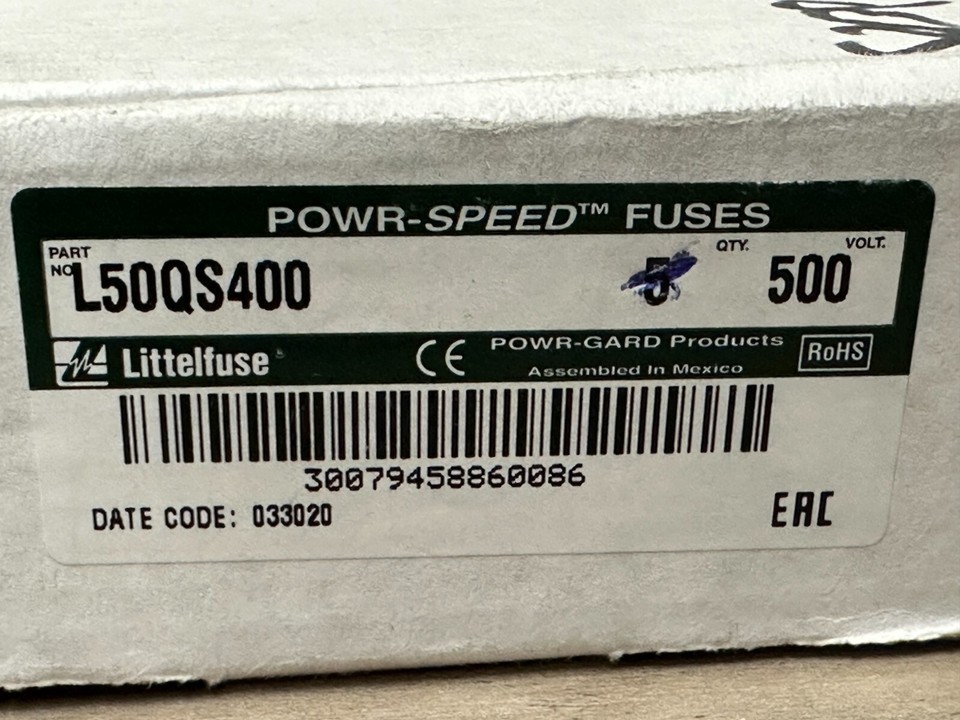 POWR-SPEED™ FUSES
PART NO.
L50QS400
5
QTY.
500
VOLT.
Littelfuse®
CE
POWR-GARD Products
Assembled In Mexico
RoHS
30079458860086
DATE CODE: 033020
EAC